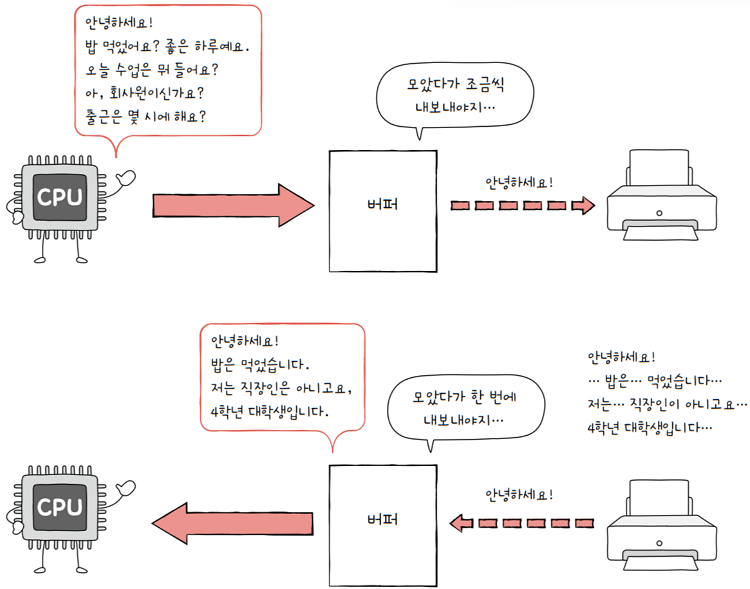 안녕하세요!
밥 먹었어요? 좋은 하루예요.
오늘 수업은 뭐 들어요?
아, 회사원이신가요?
출근은 몇 시에 해요?
모았다가 조금씩
내보내야지…
CPU
버퍼
안녕하세요!
안녕하세요!
밥은 먹었습니다.
저는 직장인은 아니고요,
4학년 대학생입니다.
모았다가 한 번에
내보내야지…
안녕하세요!
… 밥은… 먹었습니다…
저는… 직장인이 아니고요…
4학년 대학생입니다…
CPU
버퍼
안녕하세요!